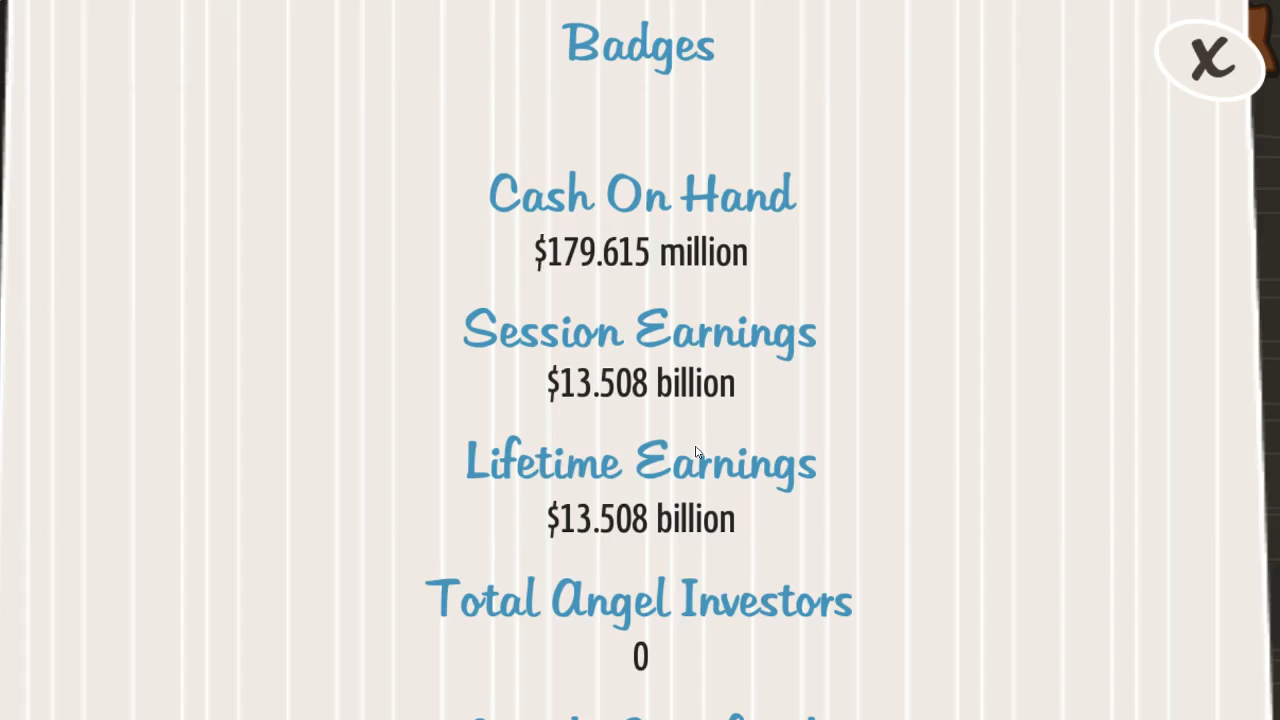 Badges
X
Cash On Hand
$179.615 million
Session Earnings
$13.508 billion
Lifetime Earnings
$13.508 billion
Total Angel Investors
0